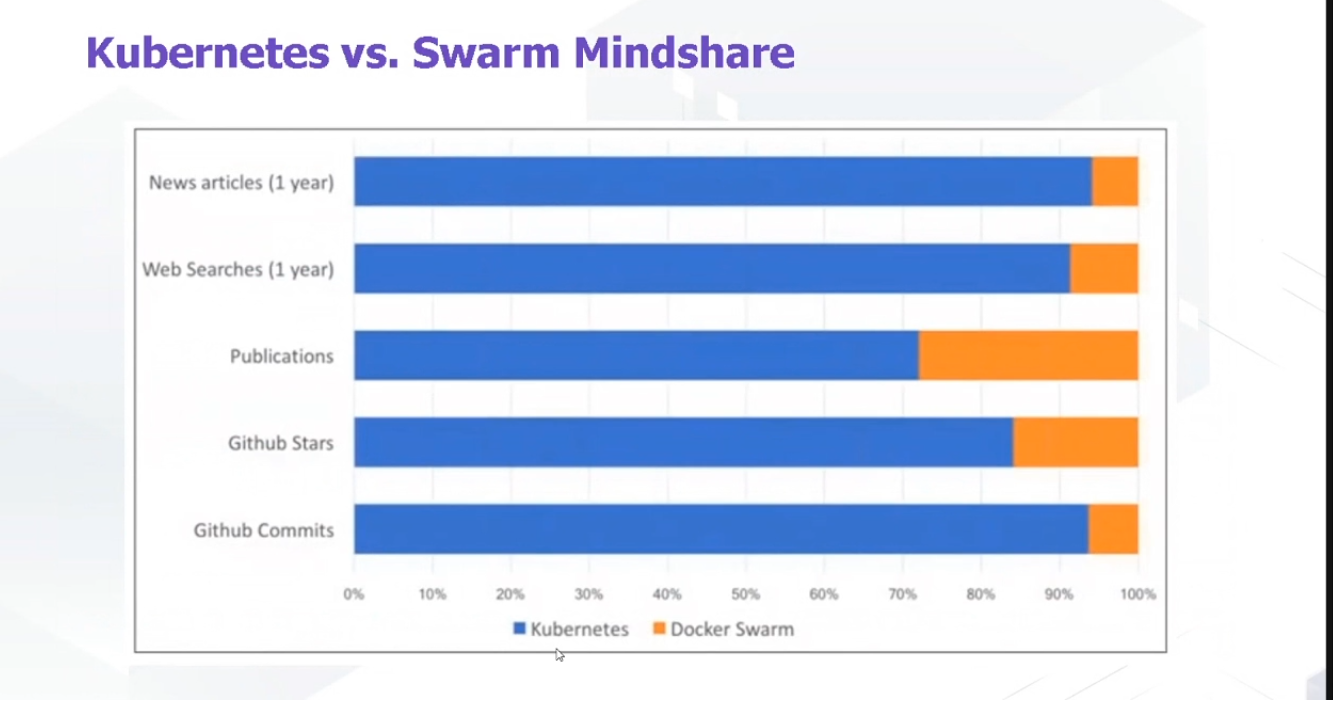 Kubernetes vs. Swarm Mindshare
News articles (1 year)
Web Searches (1 year)
Publications
Github Stars
Github Commits
0% 10% 20% 30% 40% 50% 60% 70% 80% 90% 100%
Kubernetes Docker Swarm